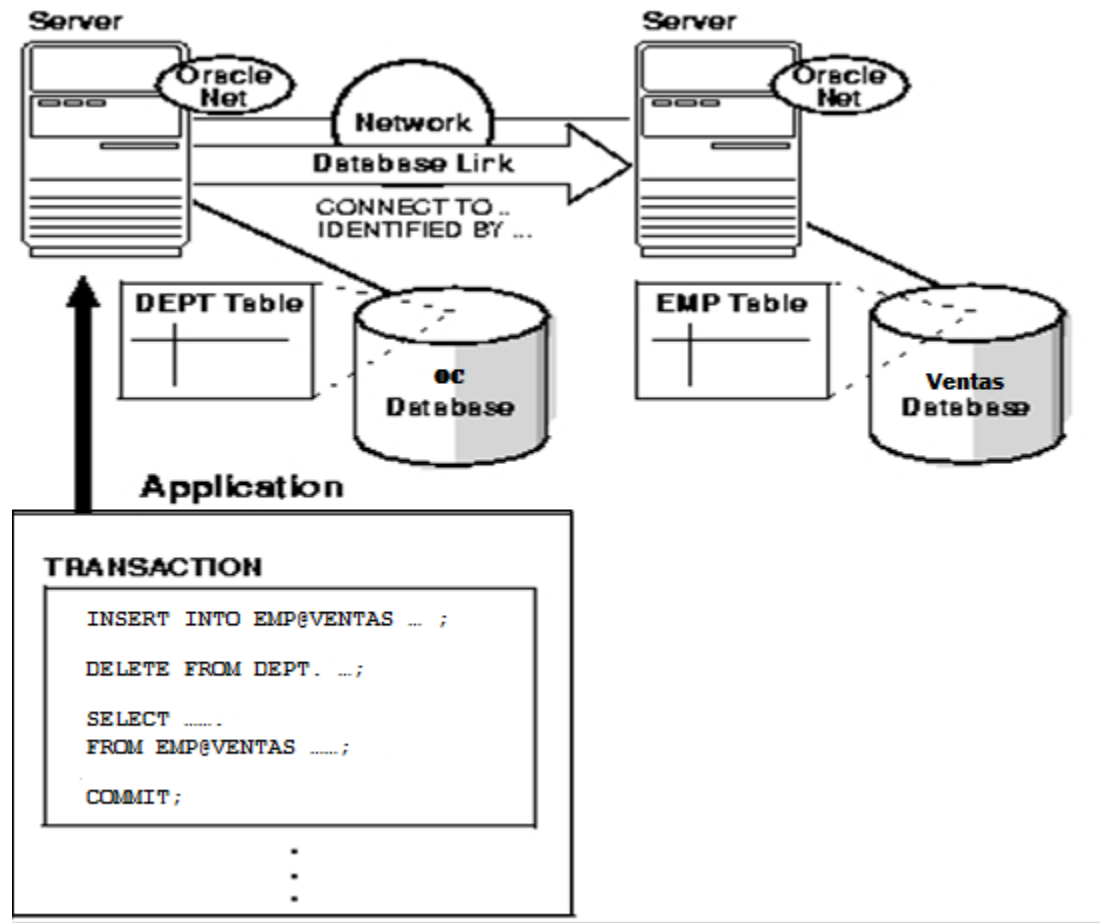 Server
Server
Oracle
Net
Oracle
Net
Network
Database Link
CONNECT TO ..
IDENTIFIED BY ...
DEPT Table
EMP Table
OC
Database
Ventas
Database
Application
TRANSACTION
INSERT INTO EMP@VENTAS … ;
DELETE FROM DEPT. …;
SELECT …….
FROM EMP@VENTAS ……;
COMMIT;